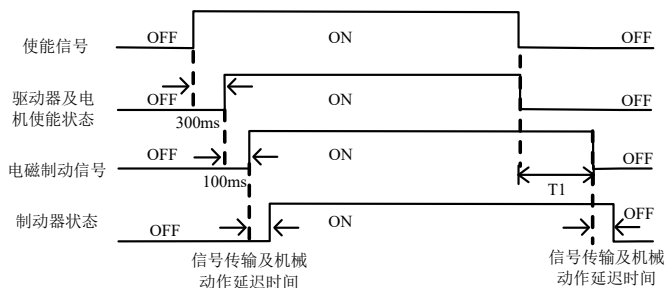 使能信号
OFF
ON
OFF
驱动器及电
机使能状态
OFF
ON
OFF
300ms
电磁制动信号
OFF
ON
OFF
100ms
T1
制动器状态
OFF
ON
OFF
信号传输及机械
动作延迟时间
信号传输及机械
动作延迟时间